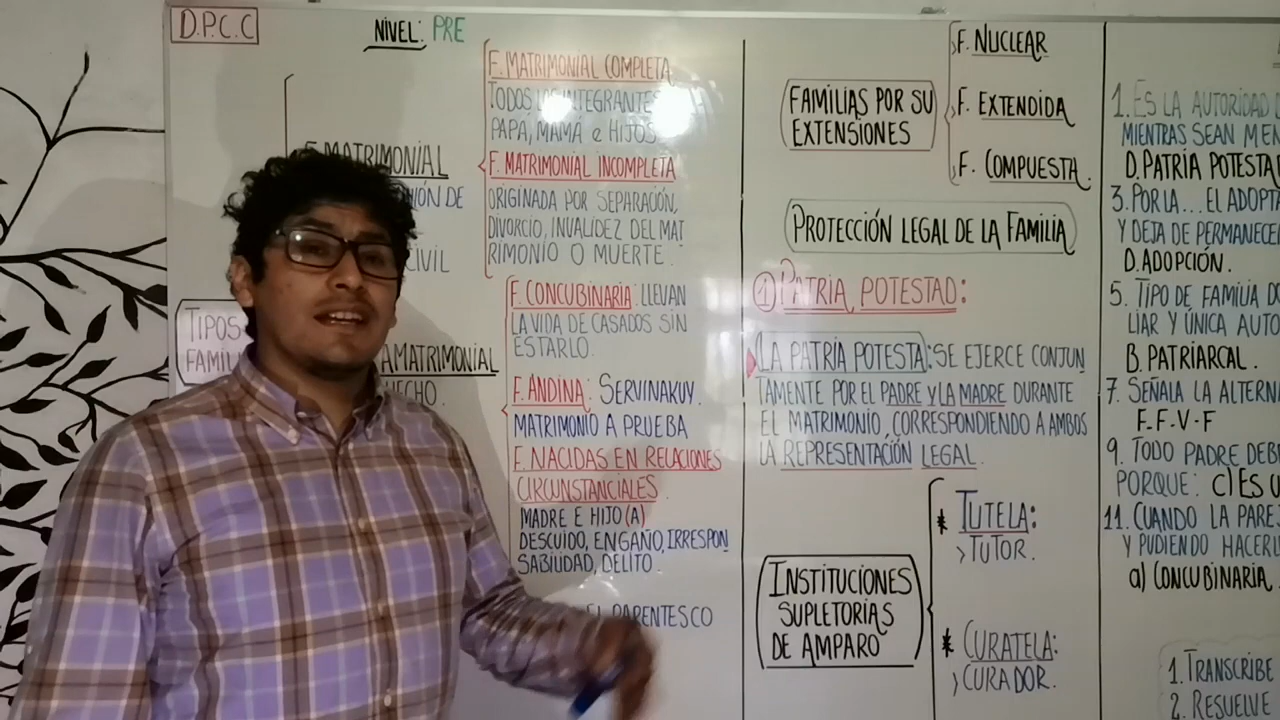 D.P.C.C
NIVEL: PRE
TIPOS
FAMILI
F. MATRIMONIAL
CIVIL
AMATRIMONIAL
HECHO.
F. MATRIMONIAL COMPLETA
TODOS LOS INTEGRANTES
PAPÁ, MAMÁ e HIJOS
F. MATRIMONIAL INCOMPLETA
ORIGINADA POR SEPARACIÓN,
DIVORCIO, INVALIDEZ DEL MAT
RIMONIO O MUERTE.
F. CONCUBINARIA: LLEVAN
LA VIDA DE CASADOS SIN
ESTARLO.
F. ANDINA: SERVINAKUY.
MATRIMONIO A PRUEBA
F. NACIDAS EN RELACIONES
CIRCUNSTANCIALES.
MADRE E HIJO(A)
DESCUIDO, ENGAÑO, IRRESPON
SABILIDAD, DELITO.
EL PARENTESCO
FAMILIAS POR SU
EXTENSIONES
F. NUCLEAR
F. EXTENDIDA
F. COMPUESTA.
PROTECCIÓN LEGAL DE LA FAMILIA
① PATRIA POTESTAD:
LA PATRIA POTESTA: SE EJERCE CONJUN
TAMENTE POR EL PADRE y LA MADRE DURANTE
EL MATRIMONIO, CORRESPONDIENDO A AMBOS
LA REPRESENTACIÓN LEGAL.
INSTITUCIONES
SUPLETORIAS
DE AMPARO
* TUTELA:
> TUTOR.
* CURATELA:
> CURADOR.
1. ES LA AUTORIDAD
MIENTRAS SEAN MEN
D. PATRIA POTESTA
3. POR LA... EL ADOPTA
Y DEJA DE PERMANECE
D. ADOPCIÓN.
5. TIPO DE FAMILIA DO
LIAR Y ÚNICA AUTO
B. PATRIARCAL.
7. SEÑALA LA ALTERNA
F.F-V-F
9. TODO PADRE DEB
PORQUE: C) ES U
11. CUANDO LA PARE
Y PUDIENDO HACERL
a) CONCUBINARIA
1. TRANSCRIBE
2. RESUELVE